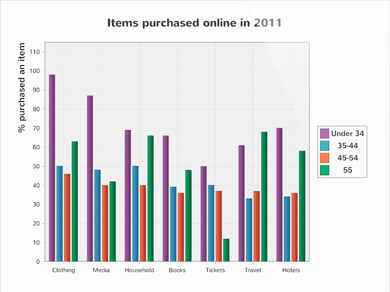 Items purchased online in 2011
% purchased an item
110
100
90
80
70
60
50
40
30
20
10
0
Clothing
Media
Household
Books
Tickets
Travel
Hotels
Under 34
35-44
45-54
55